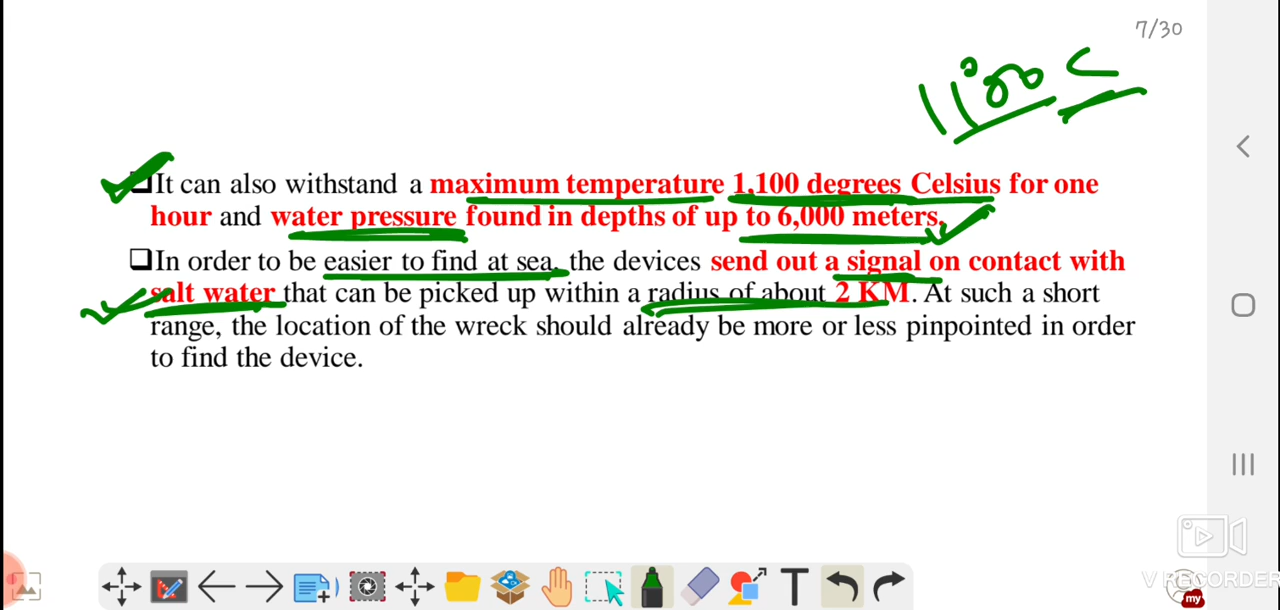 7/30
11°00 C
It can also withstand a maximum temperature 1,100 degrees Celsius for one
hour and water pressure found in depths of up to 6,000 meters.
In order to be easier to find at sea, the devices send out a signal on contact with
salt water that can be picked up within a radius of about 2 KM. At such a short
range, the location of the wreck should already be more or less pinpointed in order
to find the device.
T
V RECORDER
my